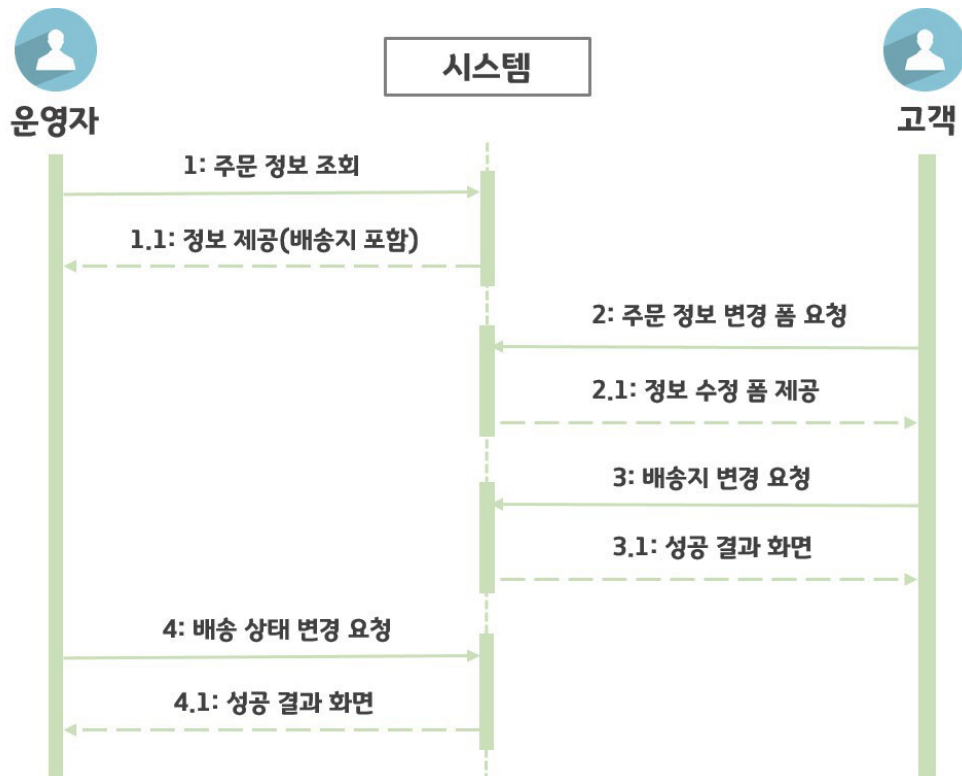 시스템
운영자
고객
1: 주문 정보 조회
1.1: 정보 제공(배송지 포함)
2: 주문 정보 변경 폼 요청
2.1: 정보 수정 폼 제공
3: 배송지 변경 요청
3.1: 성공 결과 화면
4: 배송 상태 변경 요청
4.1: 성공 결과 화면